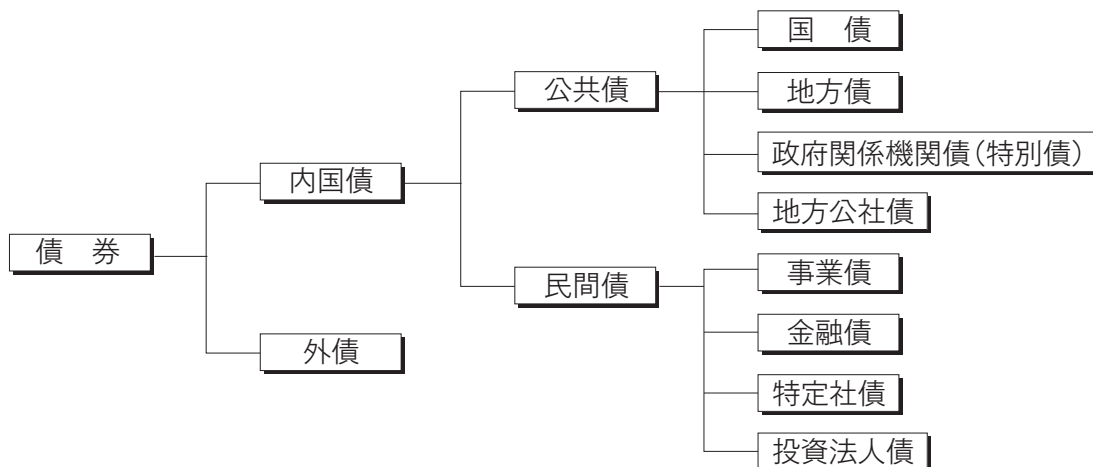 債　券
内国債
外債
公共債
民間債
国　債
地方債
政府関係機関債（特別債）
地方公社債
事業債
金融債
特定社債
投資法人債